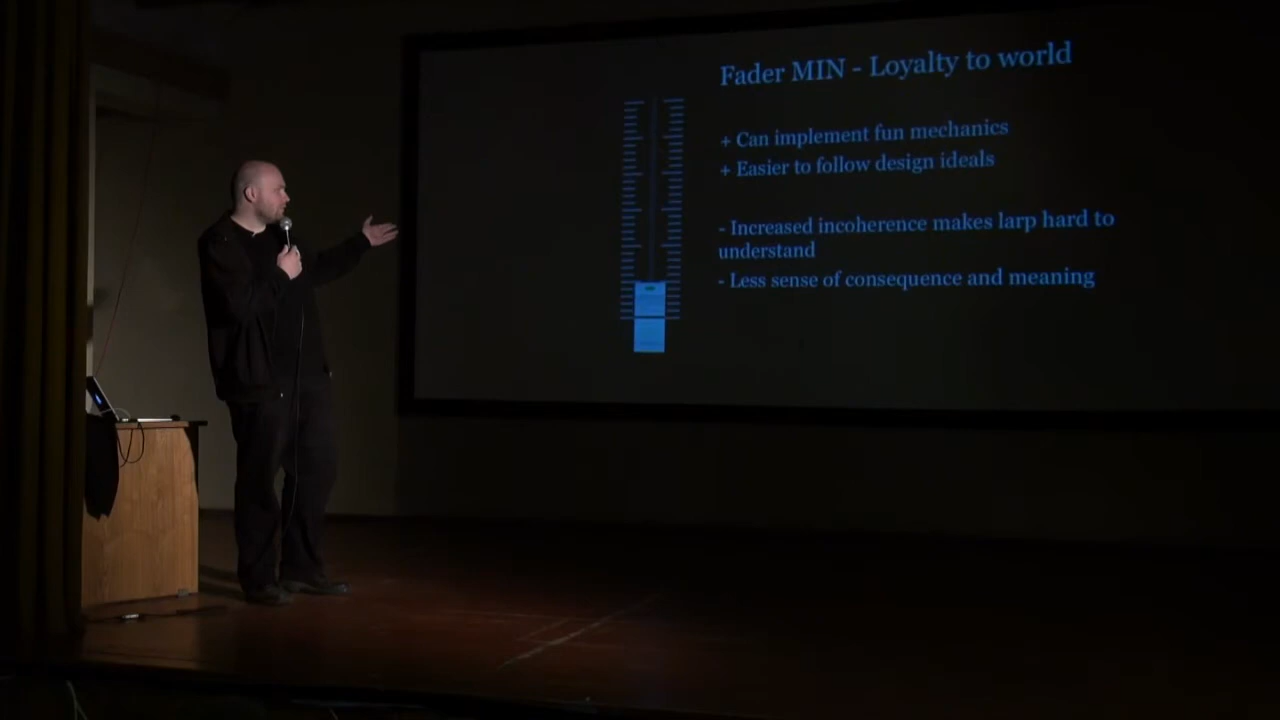 Fader MIN - Loyalty to world
+ Can implement fun mechanics
+ Easier to follow design ideals
- Increased incoherence makes larp hard to
understand
- Less sense of consequence and meaning